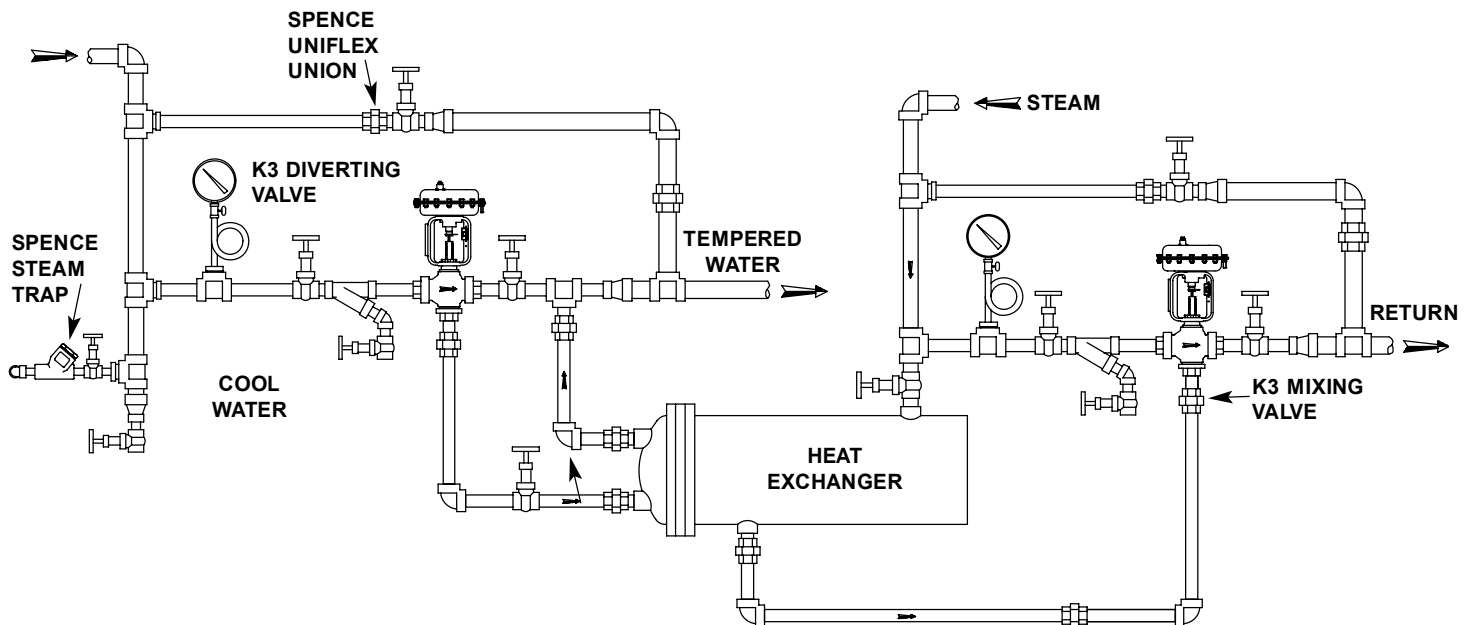 SPENCE
UNIFLEX
UNION
STEAM
K3 DIVERTING
VALVE
SPENCE
STEAM
TRAP
TEMPERED
WATER
RETURN
COOL
WATER
K3 MIXING
VALVE
HEAT
EXCHANGER